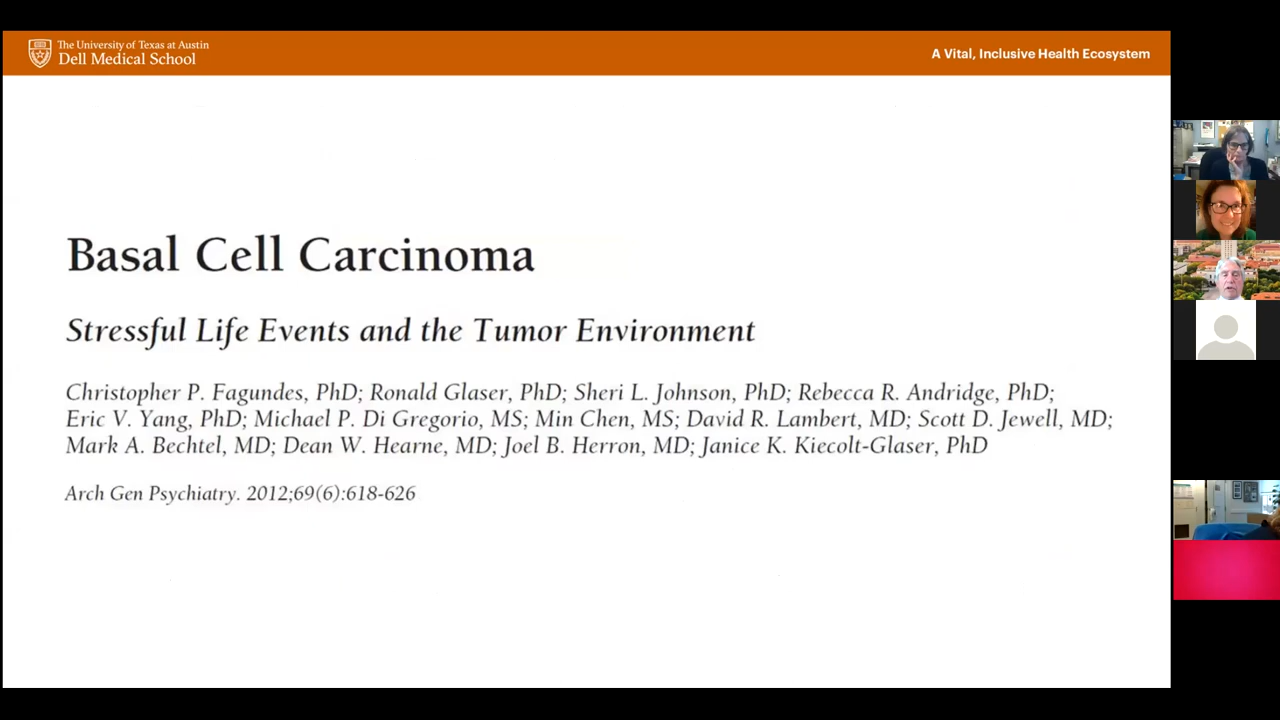 The University of Texas at Austin
Dell Medical School
A Vital, Inclusive Health Ecosystem
Basal Cell Carcinoma
Stressful Life Events and the Tumor Environment
Christopher P. Fagundes, PhD; Ronald Glaser, PhD; Sheri L. Johnson, PhD; Rebecca R. Andridge, PhD;
Eric V. Yang, PhD; Michael P. Di Gregorio, MS; Min Chen, MS; David R. Lambert, MD; Scott D. Jewell, MD;
Mark A. Bechtel, MD; Dean W. Hearne, MD; Joel B. Herron, MD; Janice K. Kiecolt-Glaser, PhD
Arch Gen Psychiatry. 2012;69(6):618-626